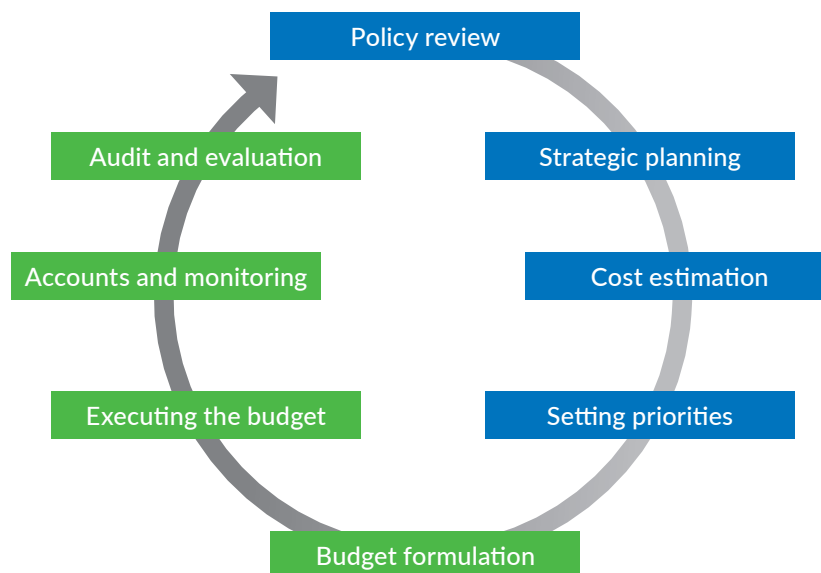 Policy review
Strategic planning
Cost estimation
Setting priorities
Budget formulation
Executing the budget
Accounts and monitoring
Audit and evaluation